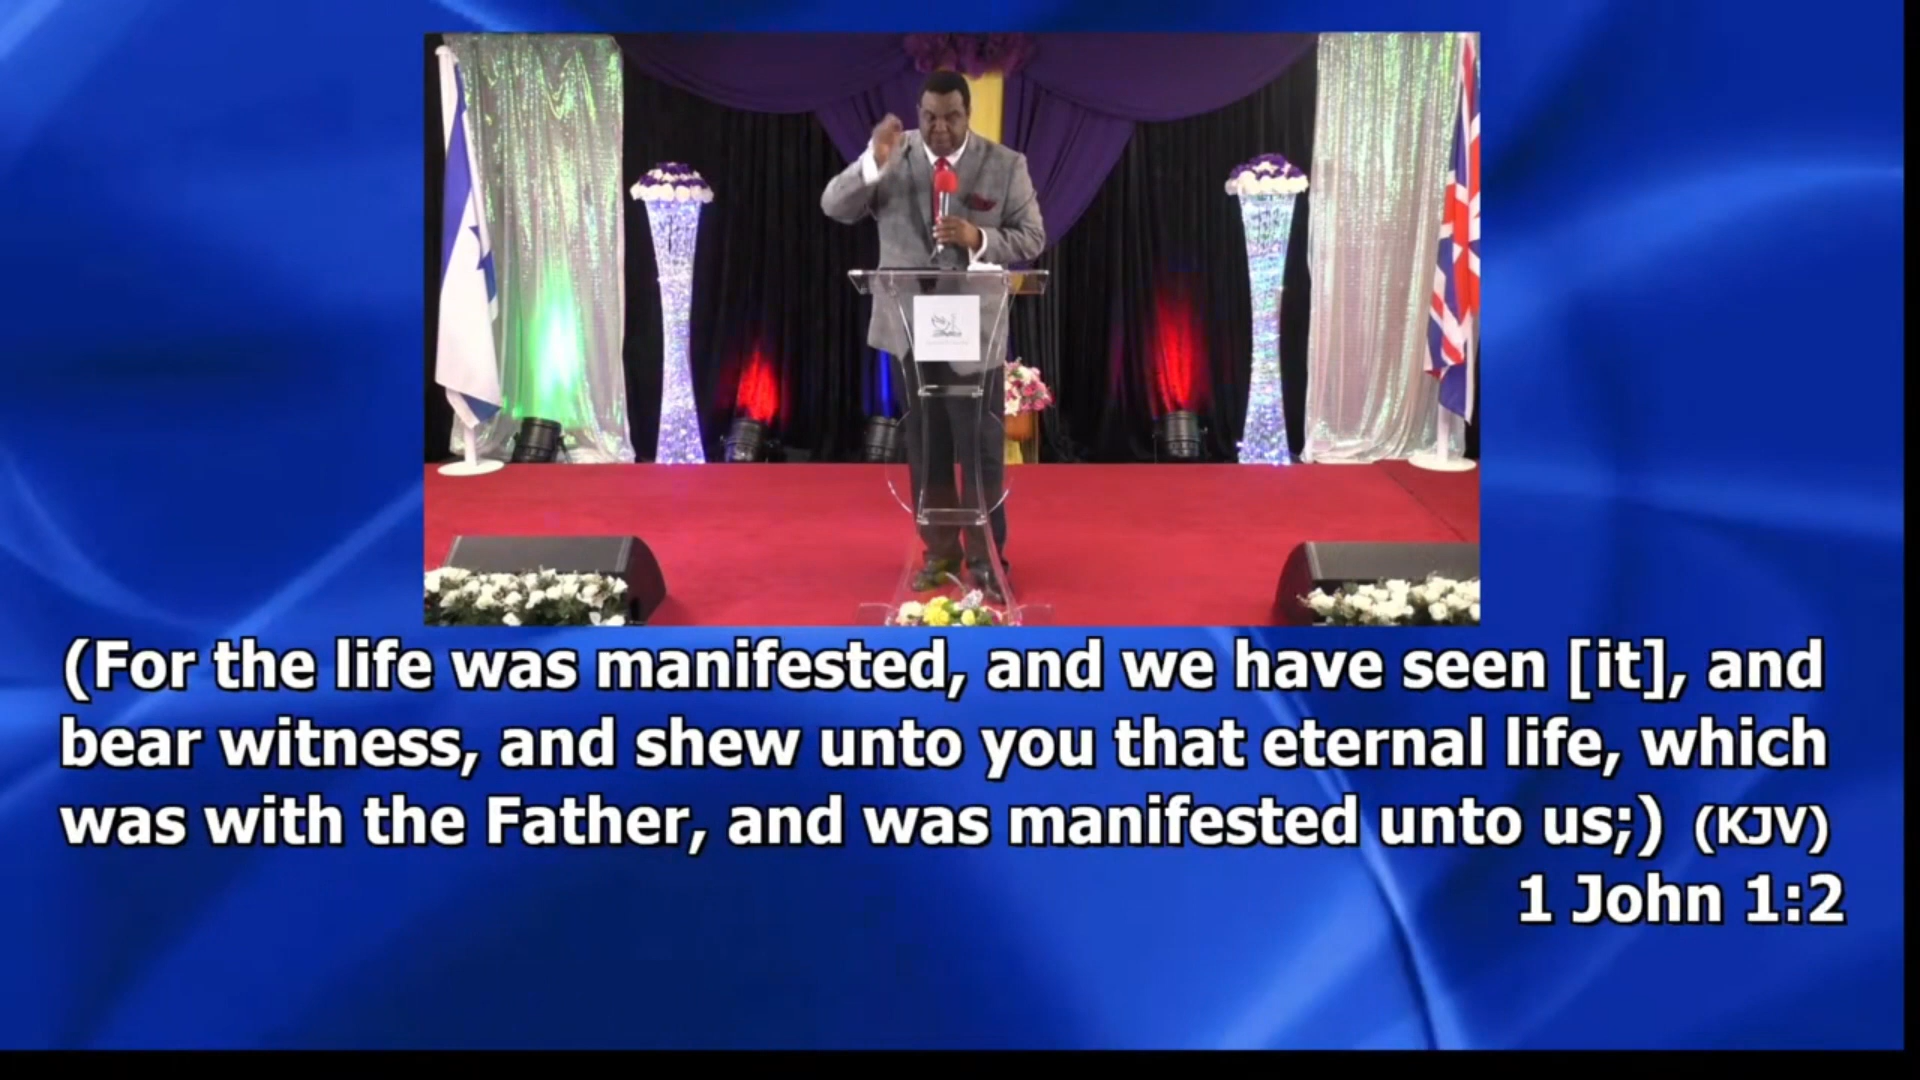 (For the life was manifested, and we have seen [it], and
bear witness, and shew unto you that eternal life, which
was with the Father, and was manifested unto us;) (KJV)
1 John 1:2